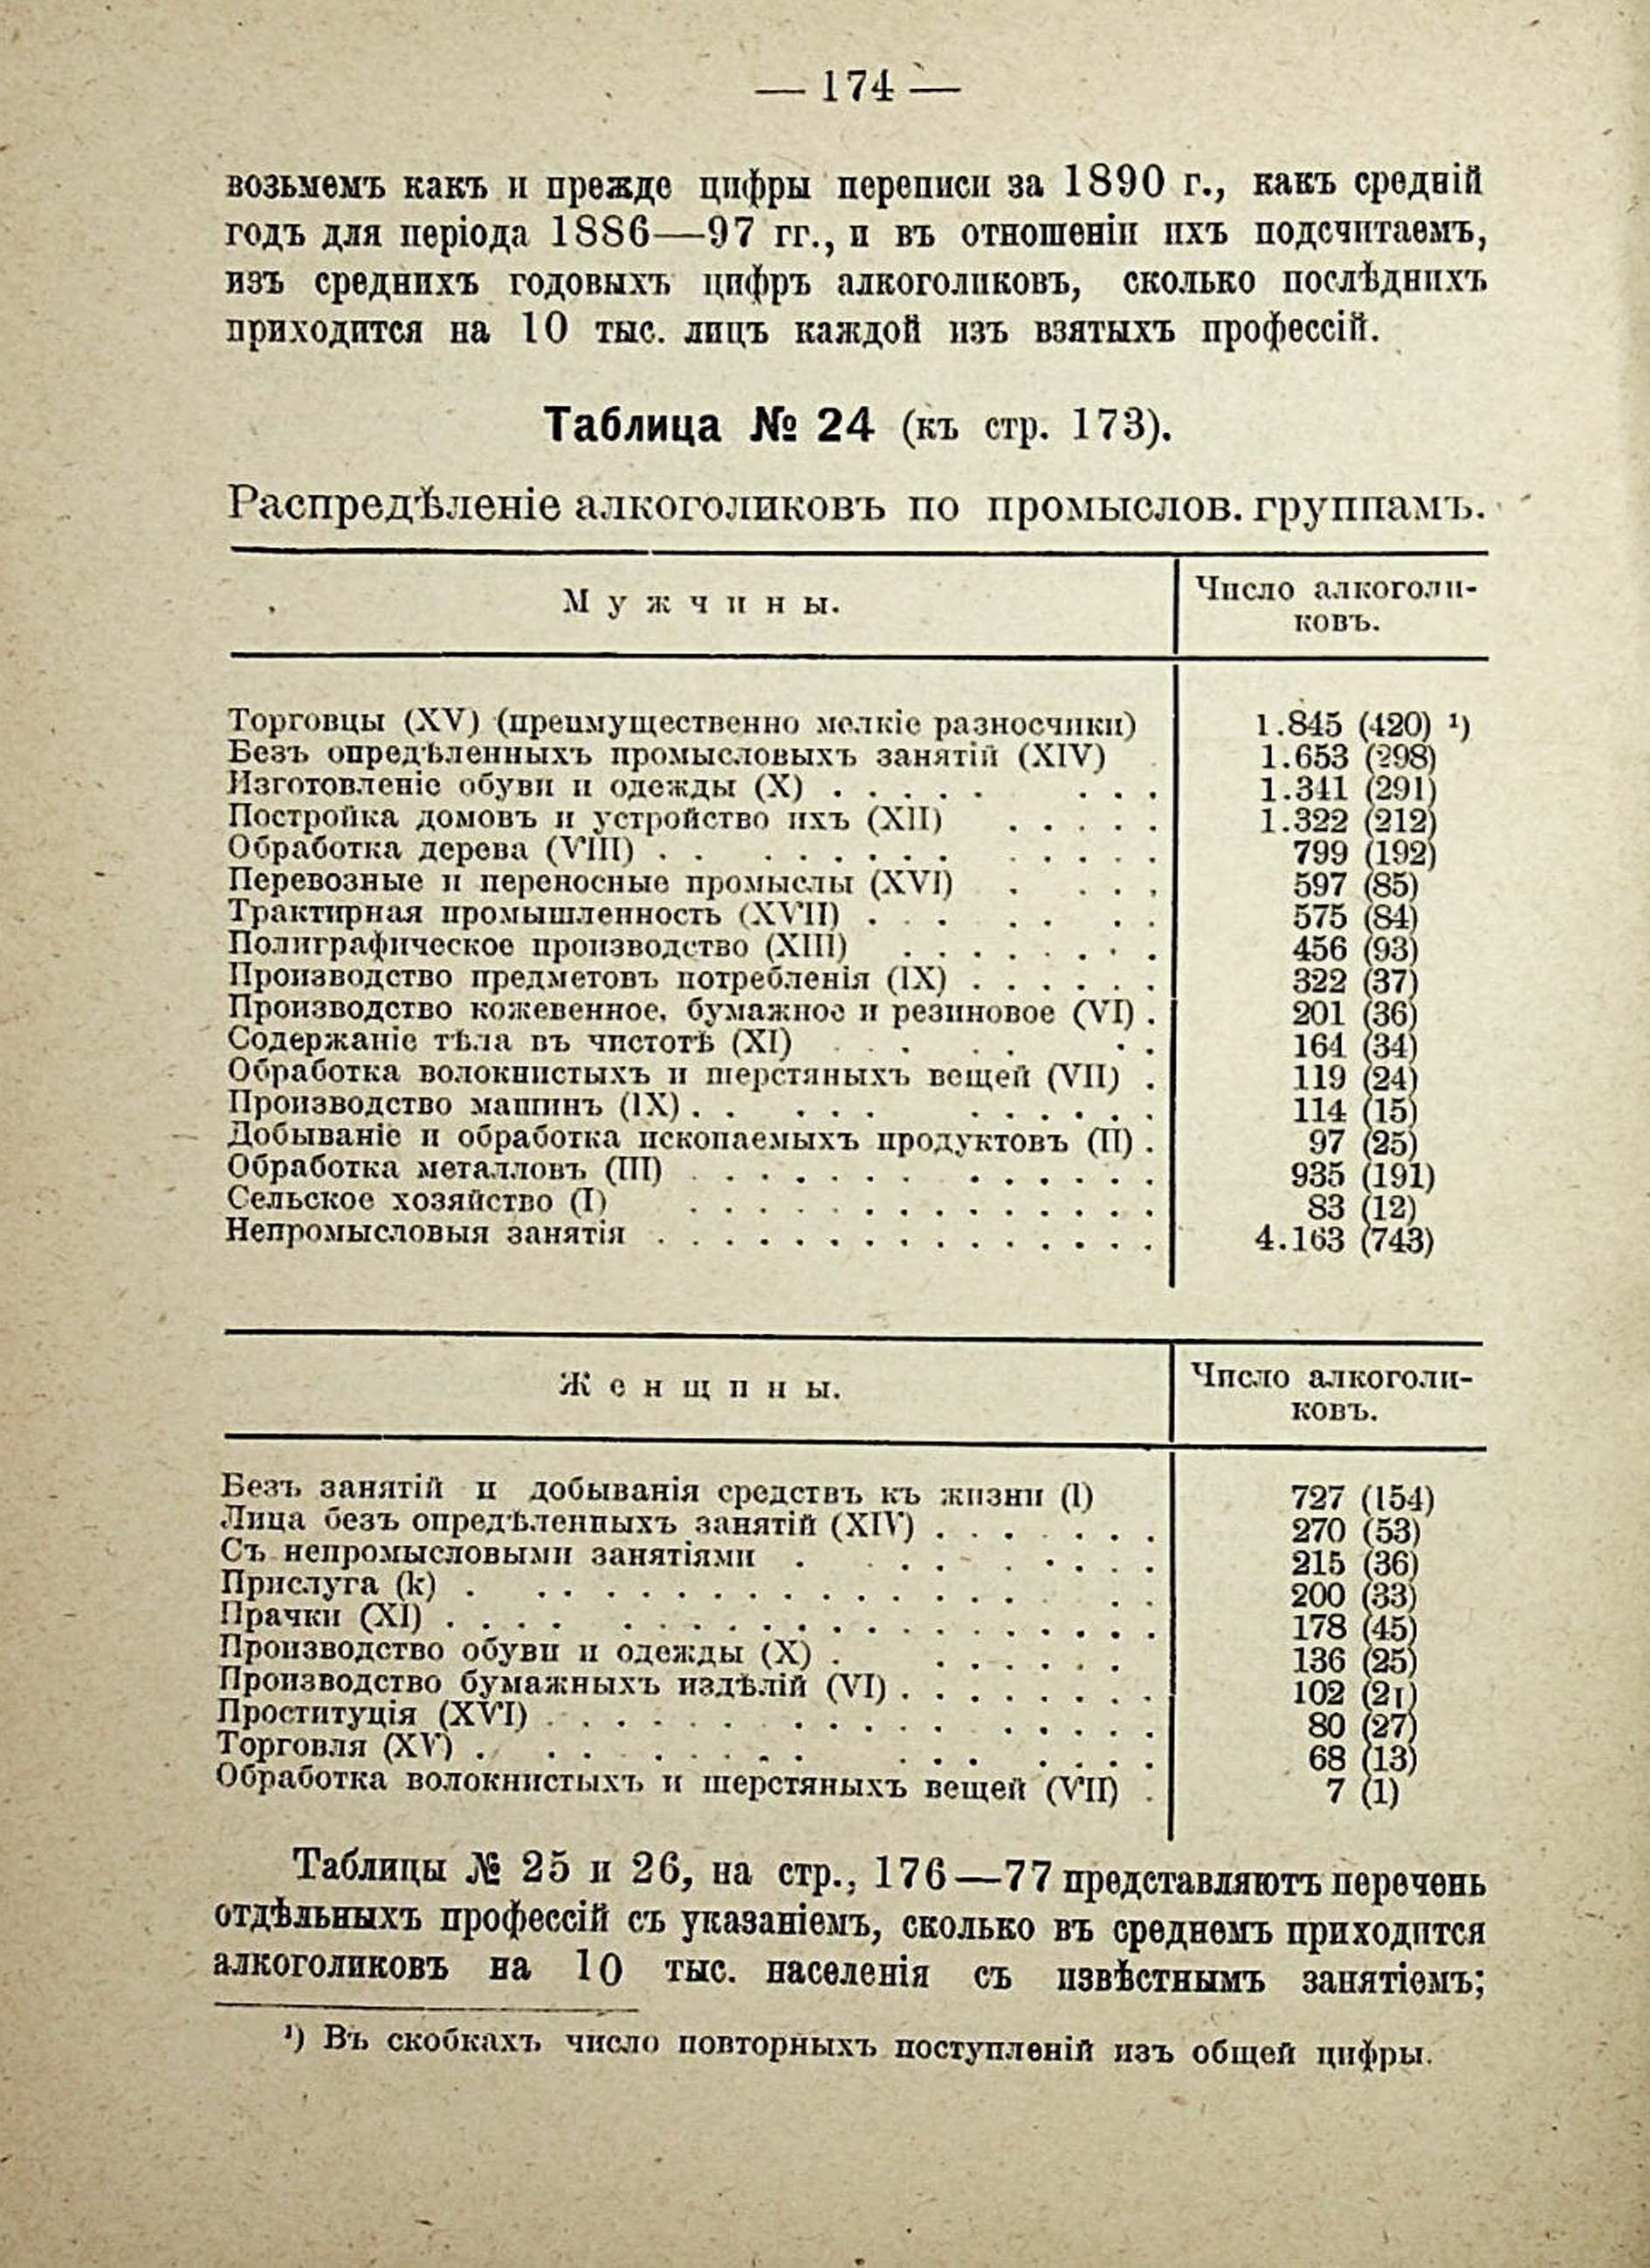 — 174 —
возьмемъ какъ и прежде цифры переписи за 1890 г., какъ средній
годъ для періода 1886—97 гг., и въ отношеніи ихъ подсчитаемъ,
изъ среднихъ годовыхъ цифръ алкоголиковъ, сколько послѣднихъ
приходится на 10 тыс. лицъ каждой изъ взятыхъ профессій.
Таблица № 24 (къ стр. 173).
Распредѣленіе алкоголиковъ по промыслов. группамъ.
Мужчины. Число алкоголи-
ковъ.
Торговцы (XV) (преимущественно мелкіе разносчики) 1.845 (420) ¹)
Безъ опредѣленныхъ промысловыхъ занятій (XIV) 1.653 (298)
Изготовленіе обуви и одежды (X) . . . . . . . . 1.341 (291)
Постройка домовъ и устройство ихъ (XII) . . . . . 1.322 (212)
Обработка дерева (VIII) . . . . . . . . . . . . . 799 (192)
Перевозные и переносные промыслы (XVI) . . . . 597 (85)
Трактирная промышленность (XVII) . . . . . . . 575 (84)
Полиграфическое производство (XIII) . . . . . . . . 456 (93)
Производство предметовъ потребленія (IX) . . . . . . 322 (37)
Производство кожевенное, бумажное и резиновое (VI) . 201 (36)
Содержаніе тѣла въ чистотѣ (XI) . . . . . . 164 (34)
Обработка волокнистыхъ и шерстяныхъ вещей (VII) . 119 (24)
Производство машинъ (IX) . . . . . . . . . . . 114 (15)
Добываніе и обработка ископаемыхъ продуктовъ (II) . 97 (25)
Обработка металловъ (III) . . . . . . . . . . . . . 935 (191)
Сельское хозяйство (I) . . . . . . . . . . . . . . 83 (12)
Непромысловыя занятія . . . . . . . . . . . . . . . 4.163 (743)
Женщины. Число алкоголи-
ковъ.
Безъ занятій и добыванія средствъ къ жизни (l) 727 (154)
Лица безъ опредѣленныхъ занятій (XIV) . . . . . . . 270 (53)
Съ непромысловыми занятіями . . . . . . . . . 215 (36)
Прислуга (k) . . . . . . . . . . . . . . . . . 200 (33)
Прачки (XI) . . . . . . . . . . . . . . . . . . . 178 (45)
Производство обуви и одежды (X) . . . . . . . 136 (25)
Производство бумажныхъ издѣлій (VI) . . . . . . . . 102 (21)
Проституція (XVI) . . . . . . . . . . . . . . . . 80 (27)
Торговля (XV) . . . . . . . . . . . . . . . . 68 (13)
Обработка волокнистыхъ и шерстяныхъ вещей (VII) . 7 (1)
Таблицы № 25 и 26, на стр., 176—77 представляютъ перечень
отдѣльныхъ профессій съ указаніемъ, сколько въ среднемъ приходится
алкоголиковъ на 10 тыс. населенія съ извѣстнымъ занятіемъ;
¹) Въ скобкахъ число повторныхъ поступленій изъ общей цифры.